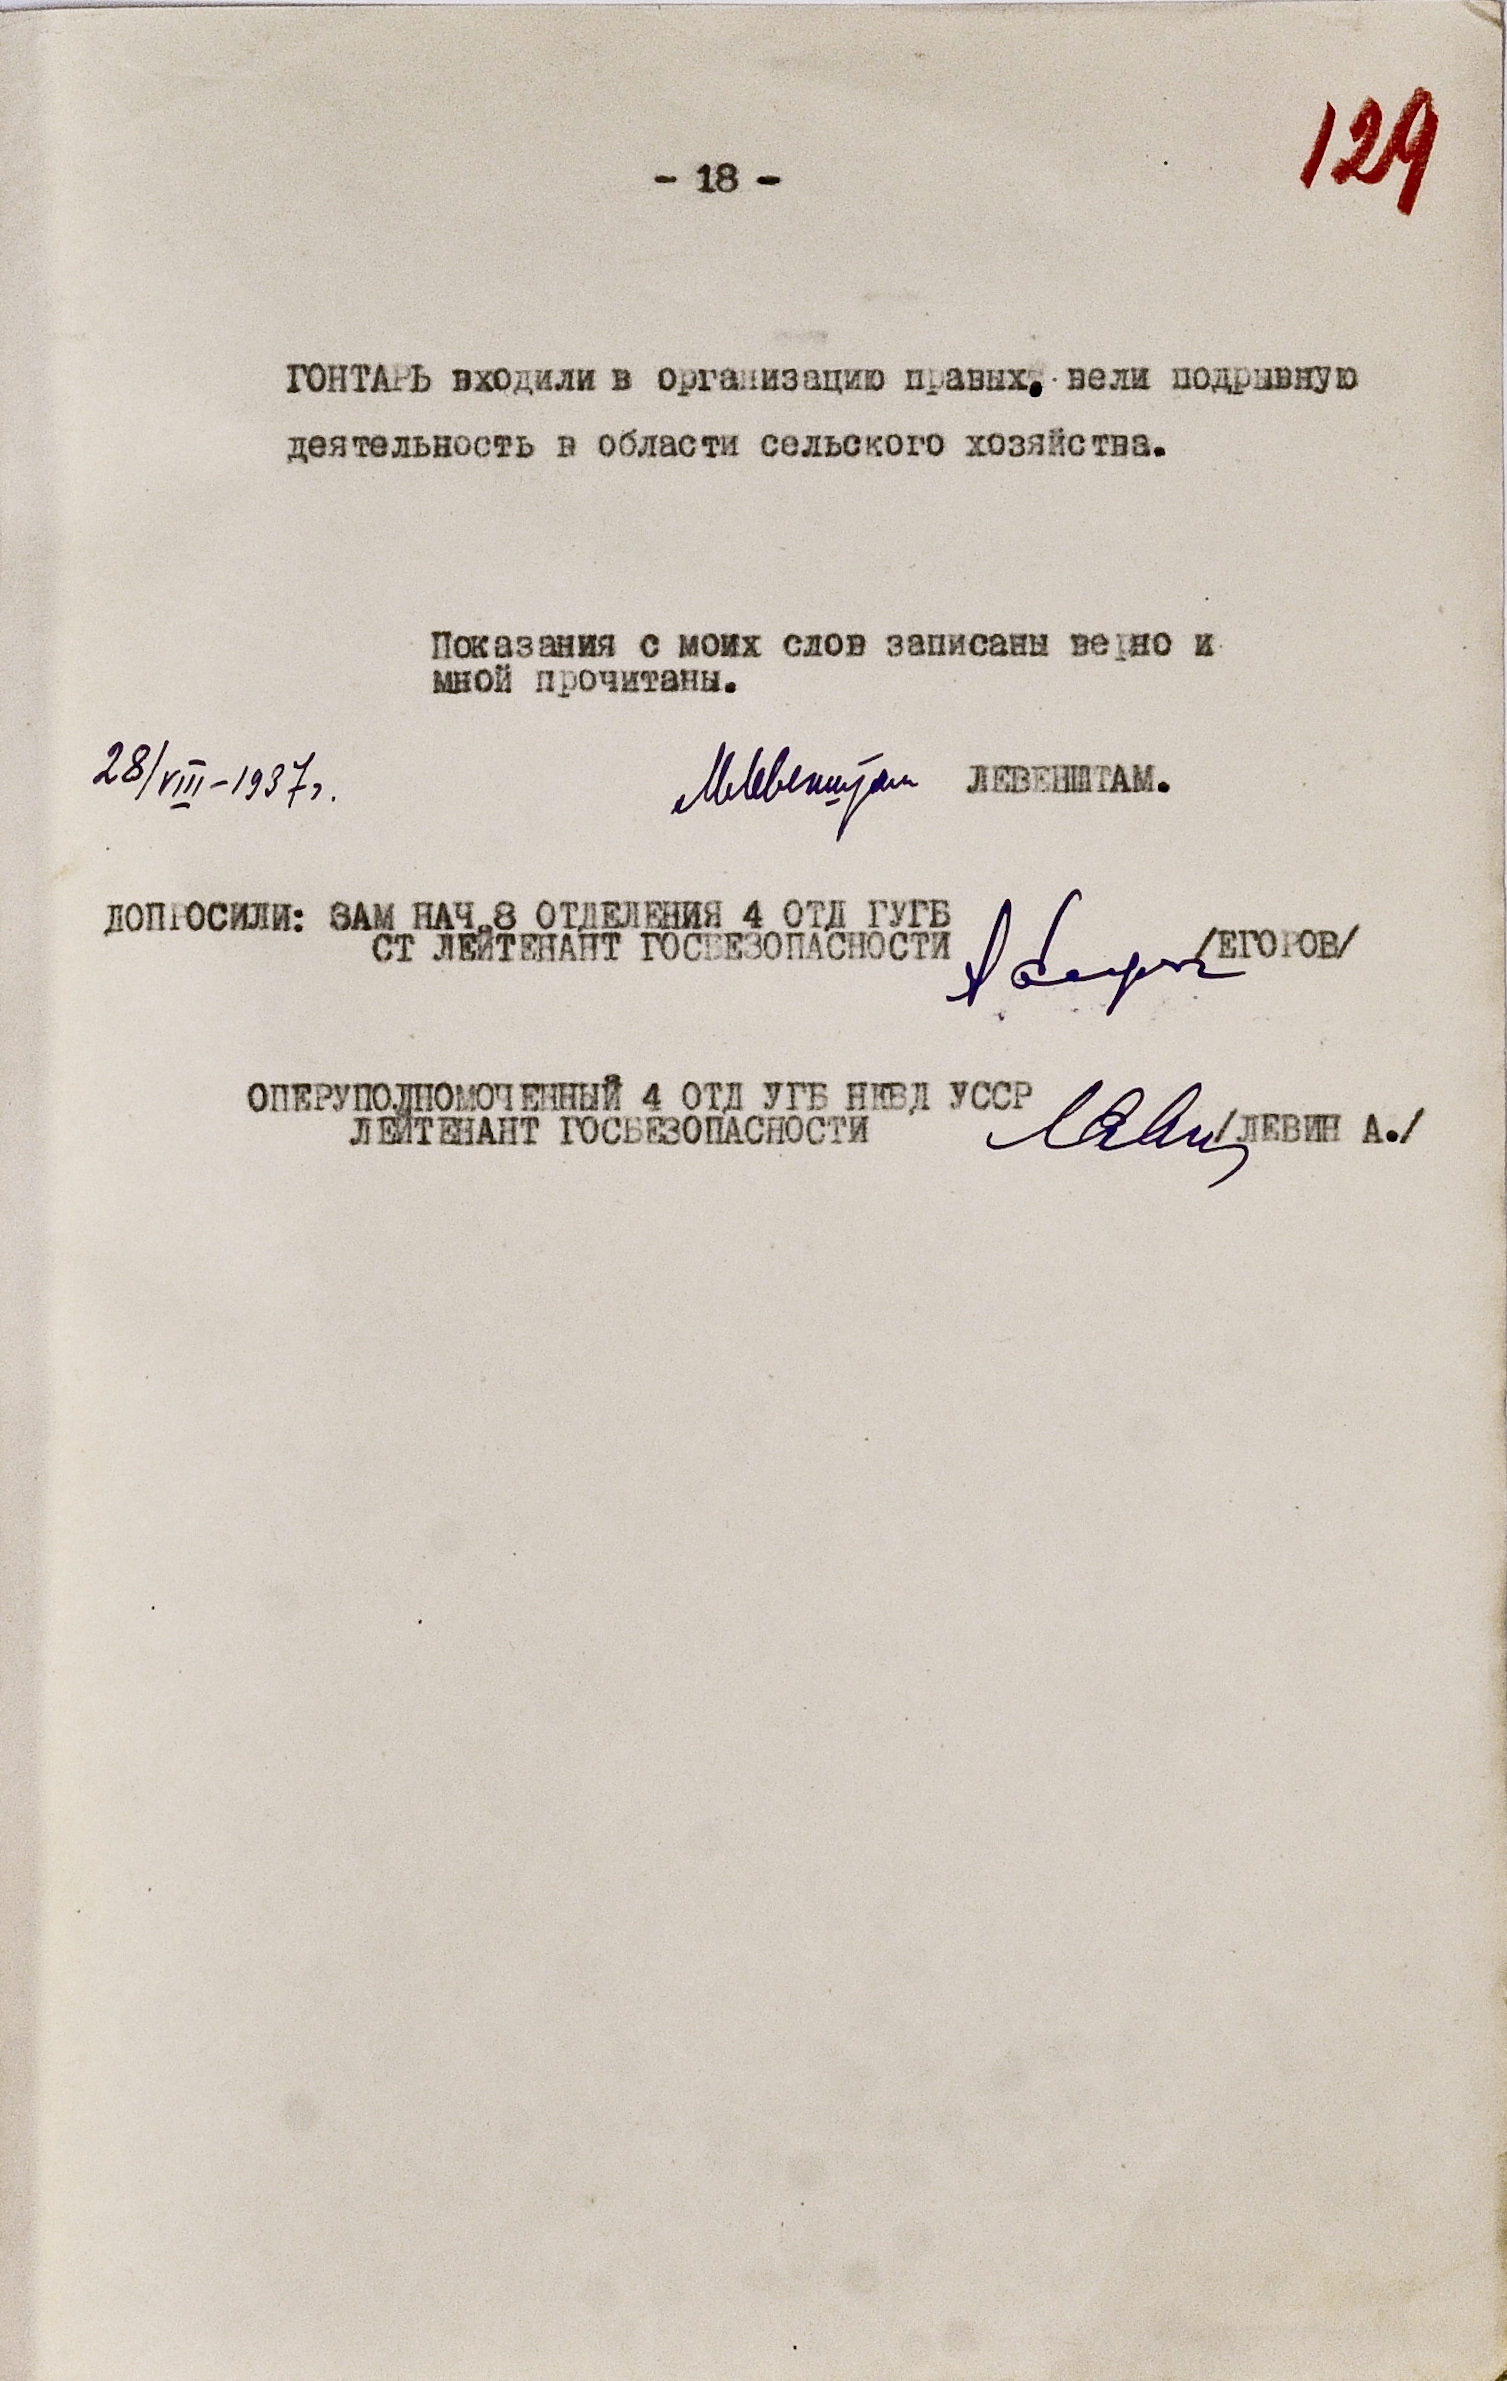 129
- 18 -
ГОНТАРЬ входили в организацию правых, вели подрывную
деятельность в области сельского хозяйства.
Показания с моих слов записаны верно и
мной прочитаны.
28/VIII-1937г.
МЛевенштам ЛЕВЕНШТАМ.
ДОПРОСИЛИ: ЗАМ НАЧ.8 ОТДЕЛЕНИЯ 4 ОТД ГУГБ
СТ ЛЕЙТЕНАНТ ГОСБЕЗОПАСНОСТИ /ЕГОРОВ/
ОПЕРУПОЛНОМОЧЕННЫЙ 4 ОТД УГБ НКВД УССР
ЛЕЙТЕНАНТ ГОСБЕЗОПАСНОСТИ /ЛЕВИН А./